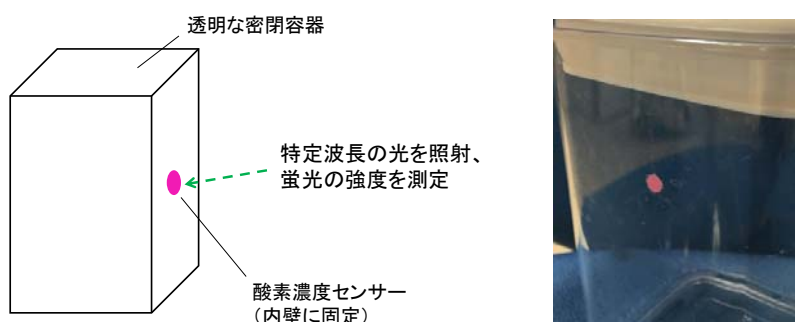 透明な密閉容器
特定波長の光を照射、
蛍光の強度を測定
酸素濃度センサー
（内壁に固定）